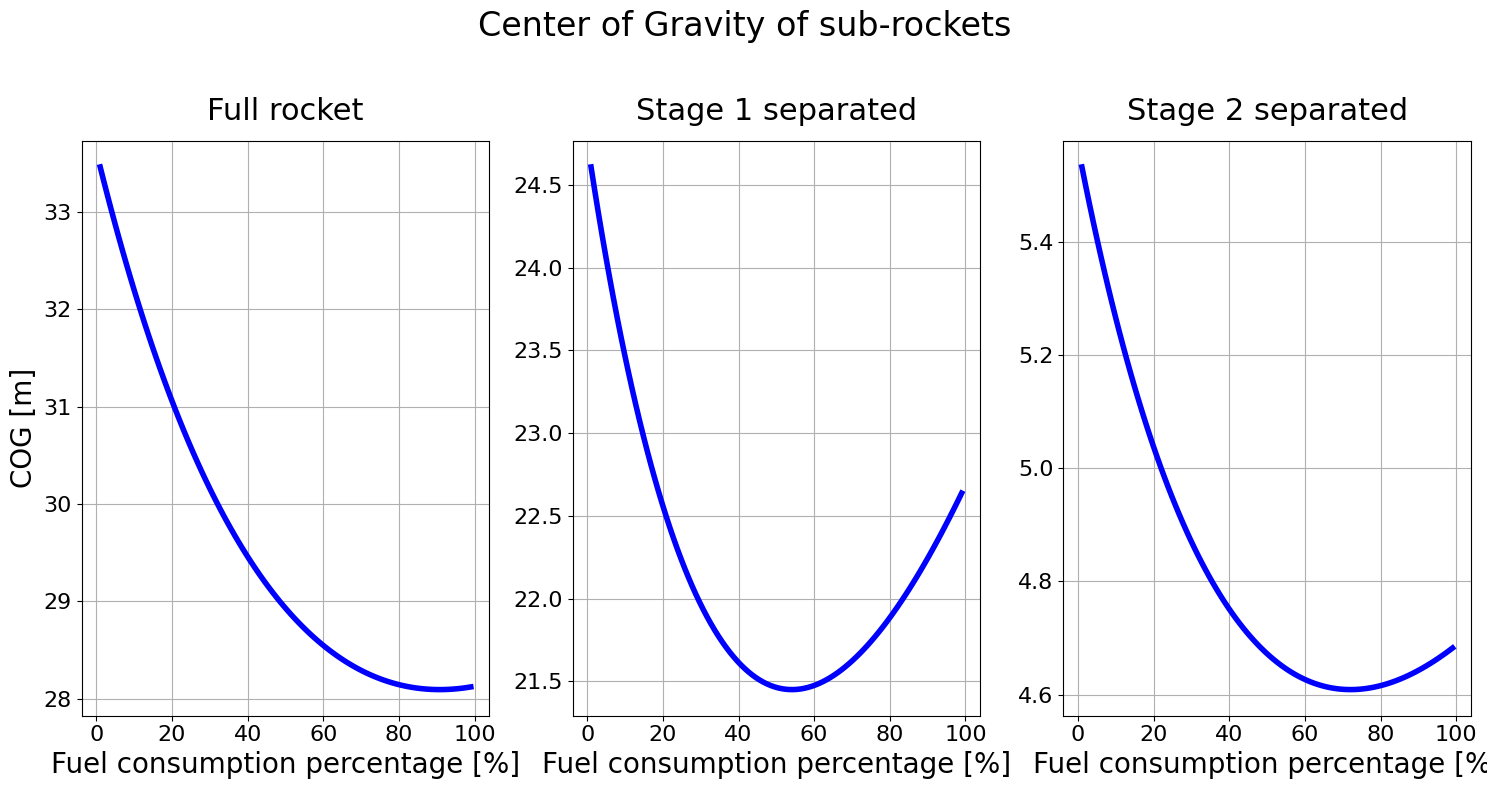 Center of Gravity of sub-rockets
Full rocket
COG [m]
33
32
31
30
29
28
0 20 40 60 80 100
Fuel consumption percentage [%]
Stage 1 separated
24.5
24.0
23.5
23.0
22.5
22.0
21.5
0 20 40 60 80 100
Fuel consumption percentage [%]
Stage 2 separated
5.4
5.2
5.0
4.8
4.6
0 20 40 60 80 100
Fuel consumption percentage [%